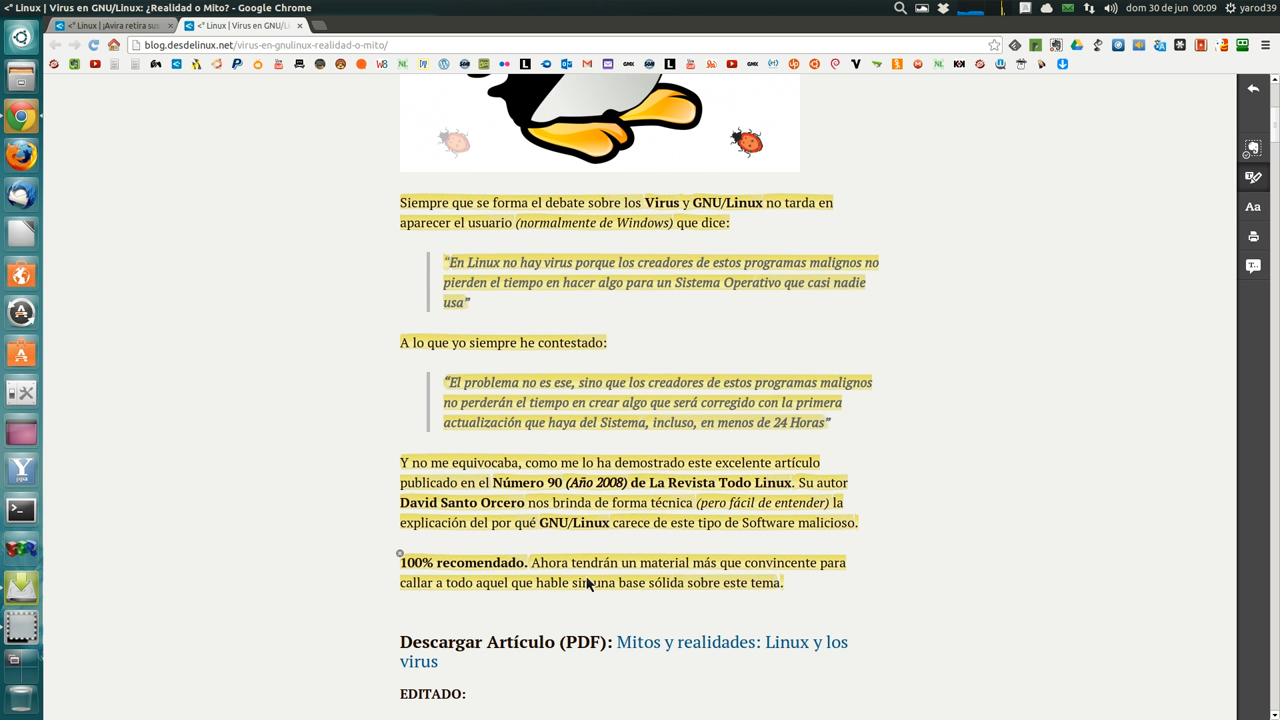 <° Linux | Virus en GNU/Linux: ¿Realidad o Mito? - Google Chrome
dom 30 de jun 00:09
yarod39
<° Linux | ¡Avira retira sus
<° Linux | Virus en GNU/Li
blog.desdelinux.net/virus-en-gnulinux-realidad-o-mito/
Siempre que se forma el debate sobre los Virus y GNU/Linux no tarda en
aparecer el usuario (normalmente de Windows) que dice:
“En Linux no hay virus porque los creadores de estos programas malignos no
pierden el tiempo en hacer algo para un Sistema Operativo que casi nadie
usa”
A lo que yo siempre he contestado:
“El problema no es ese, sino que los creadores de estos programas malignos
no perderán el tiempo en crear algo que será corregido con la primera
actualización que haya del Sistema, incluso, en menos de 24 Horas”
Y no me equivocaba, como me lo ha demostrado este excelente artículo
publicado en el Número 90 (Año 2008) de La Revista Todo Linux. Su autor
David Santo Orcero nos brinda de forma técnica (pero fácil de entender) la
explicación del por qué GNU/Linux carece de este tipo de Software malicioso.
100% recomendado. Ahora tendrán un material más que convincente para
callar a todo aquel que hable sin una base sólida sobre este tema.
Descargar Artículo (PDF): Mitos y realidades: Linux y los
virus
EDITADO:
Aa